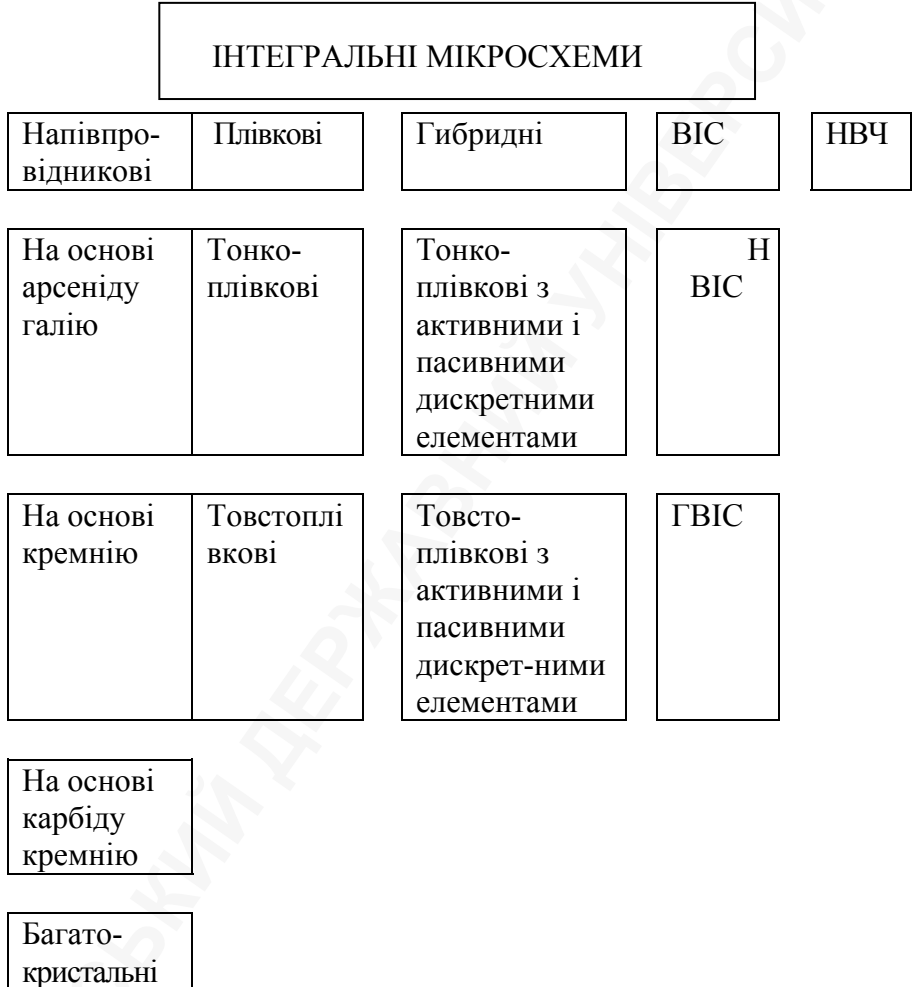 ІНТЕГРАЛЬНІ МІКРОСХЕМИ
Напівпро-
відникові
Плівкові
Гибридні
ВІС
НВЧ
На основі
арсеніду
галію
Тонко-
плівкові
Тонко-
плівкові з
активними і
пасивними
дискретними
елементами
Н
ВІС
На основі
кремнію
Товстоплі
вкові
Товсто-
плівкові з
активними і
пасивними
дискрет-ними
елементами
ГВІС
На основі
карбіду
кремнію
Багато-
кристальні
ДЕРЖАВНИЙ